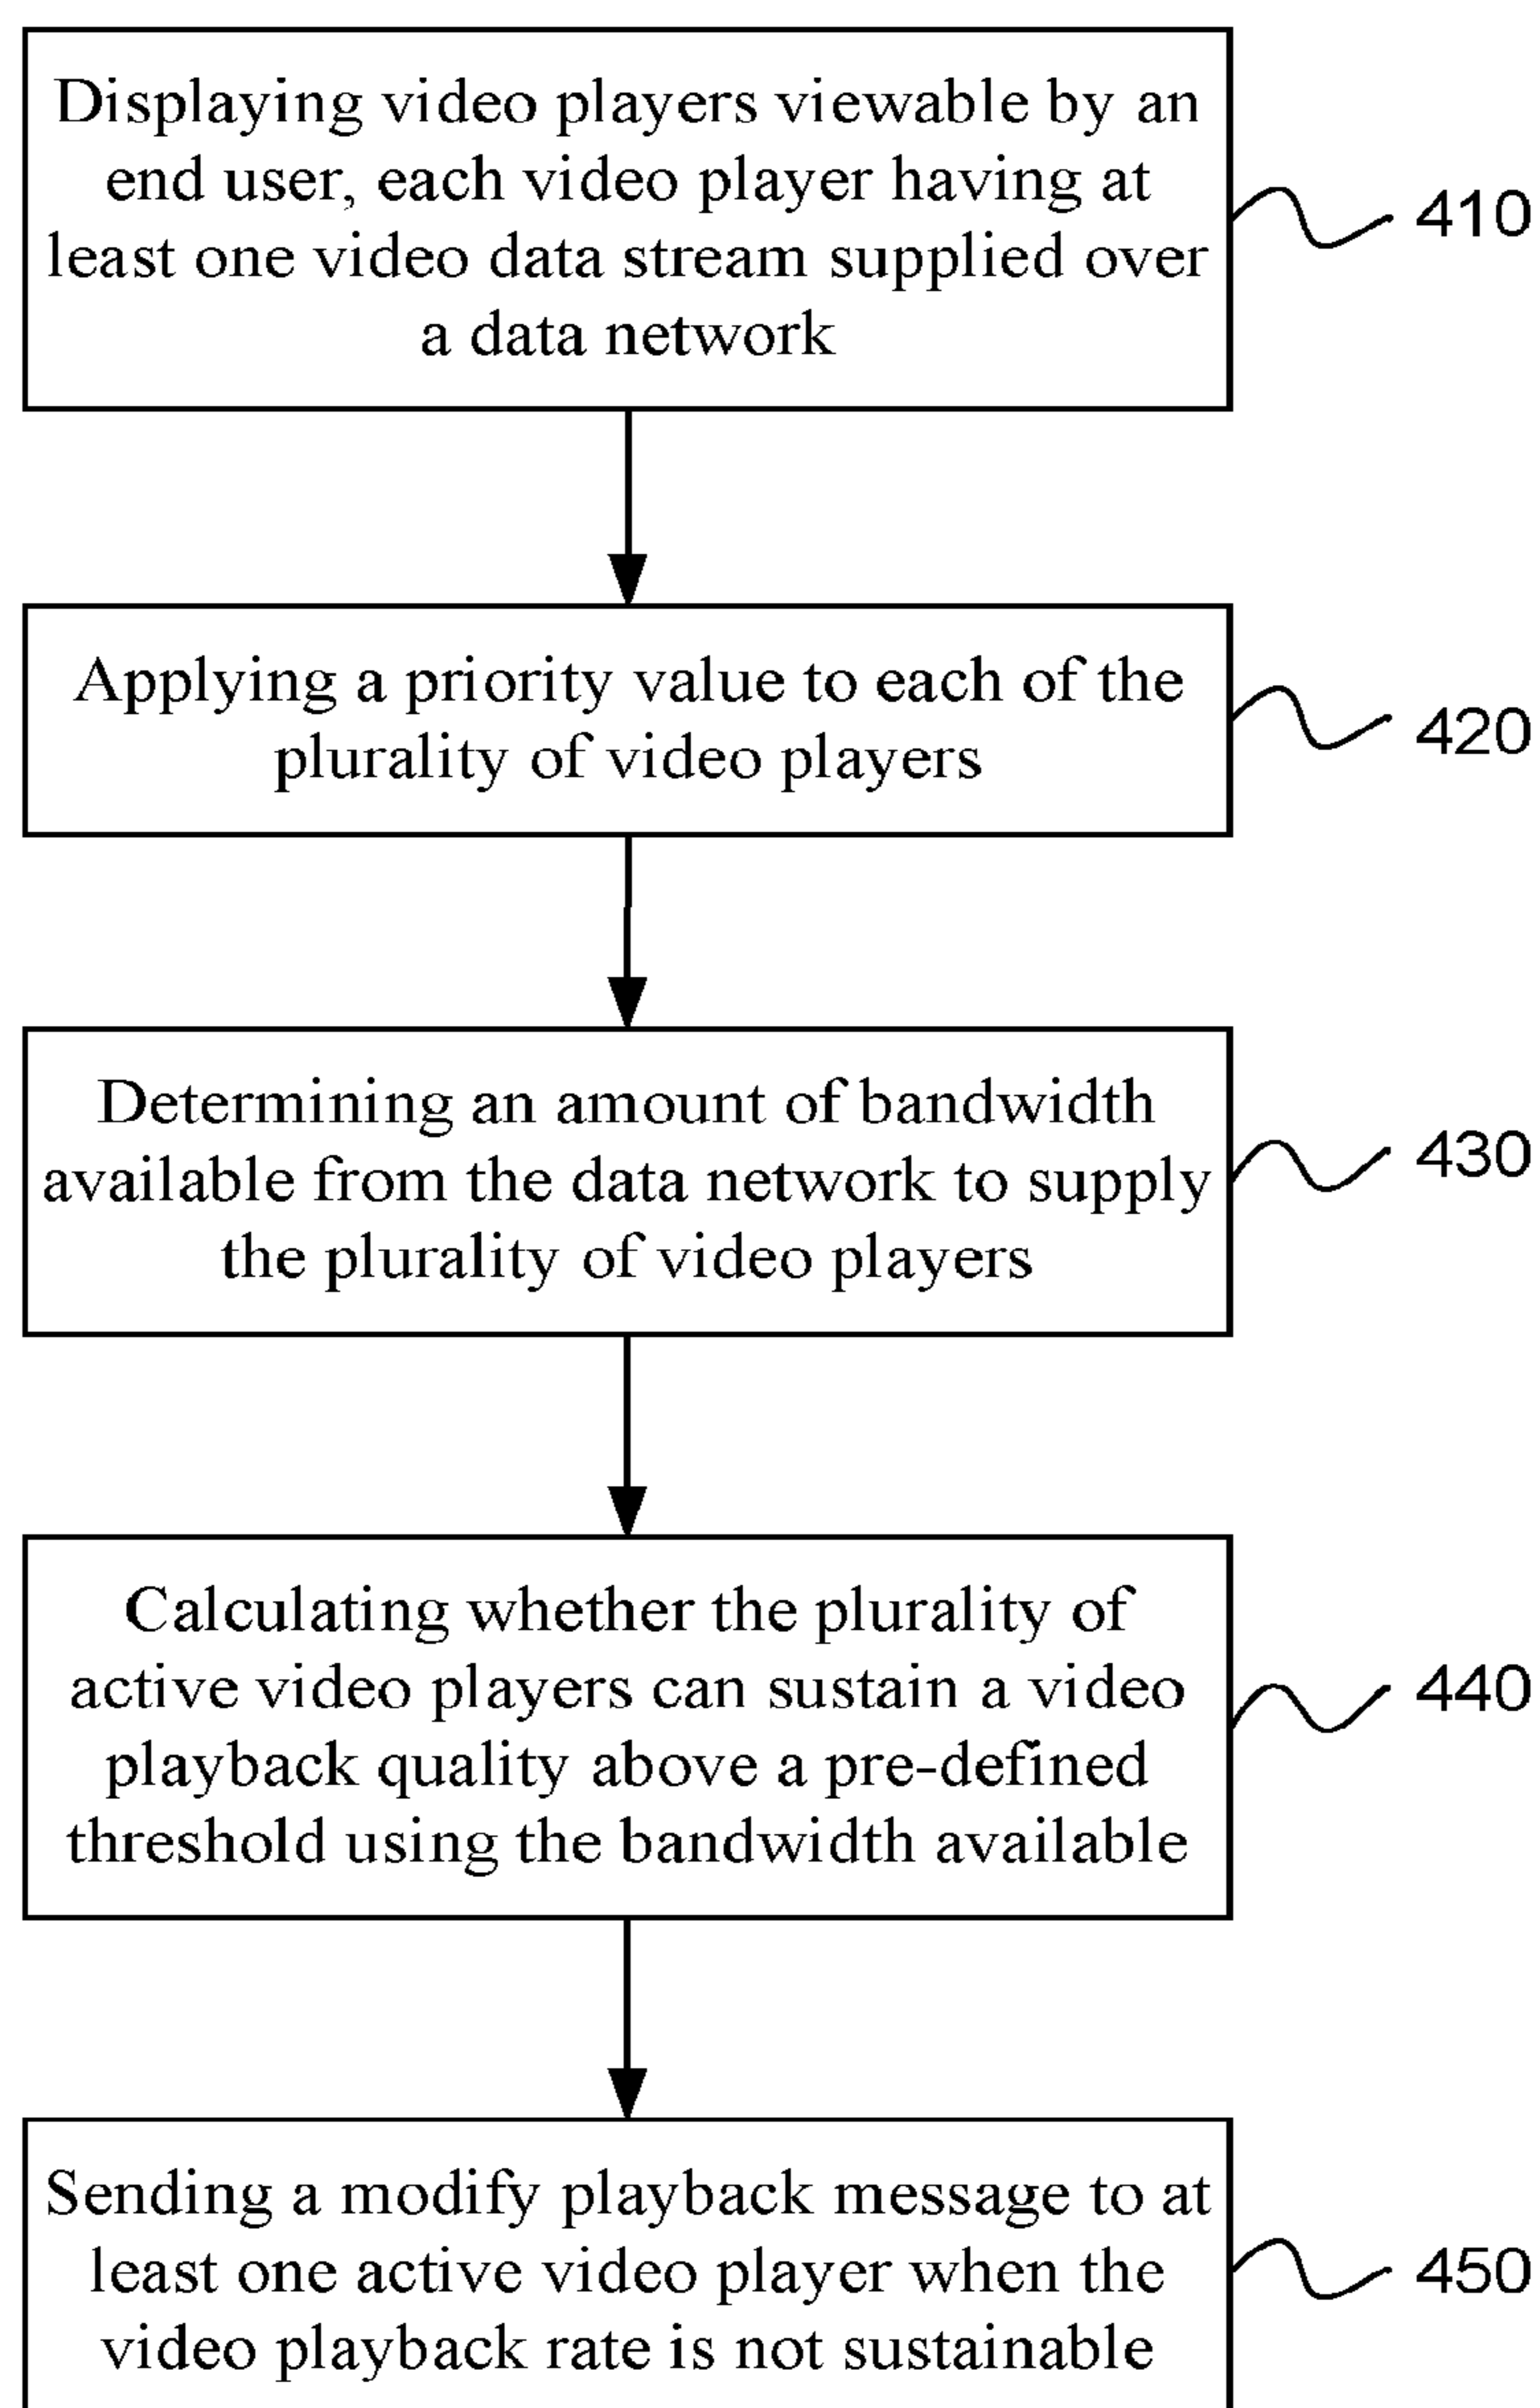 Displaying video players viewable by an
end user, each video player having at
least one video data stream supplied over
a data network
410
Applying a priority value to each of the
plurality of video players
420
Determining an amount of bandwidth
available from the data network to supply
the plurality of video players
430
Calculating whether the plurality of
active video players can sustain a video
playback quality above a pre-defined
threshold using the bandwidth available
440
Sending a modify playback message to at
least one active video player when the
video playback rate is not sustainable
450